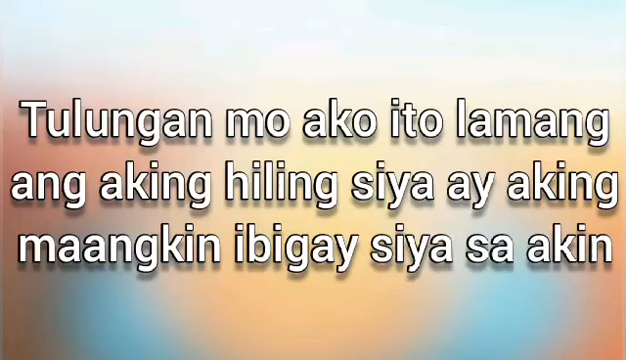 Tulungan mo ako ito lamang
ang aking hiling siya ay aking
maangkin ibigay siya sa akin